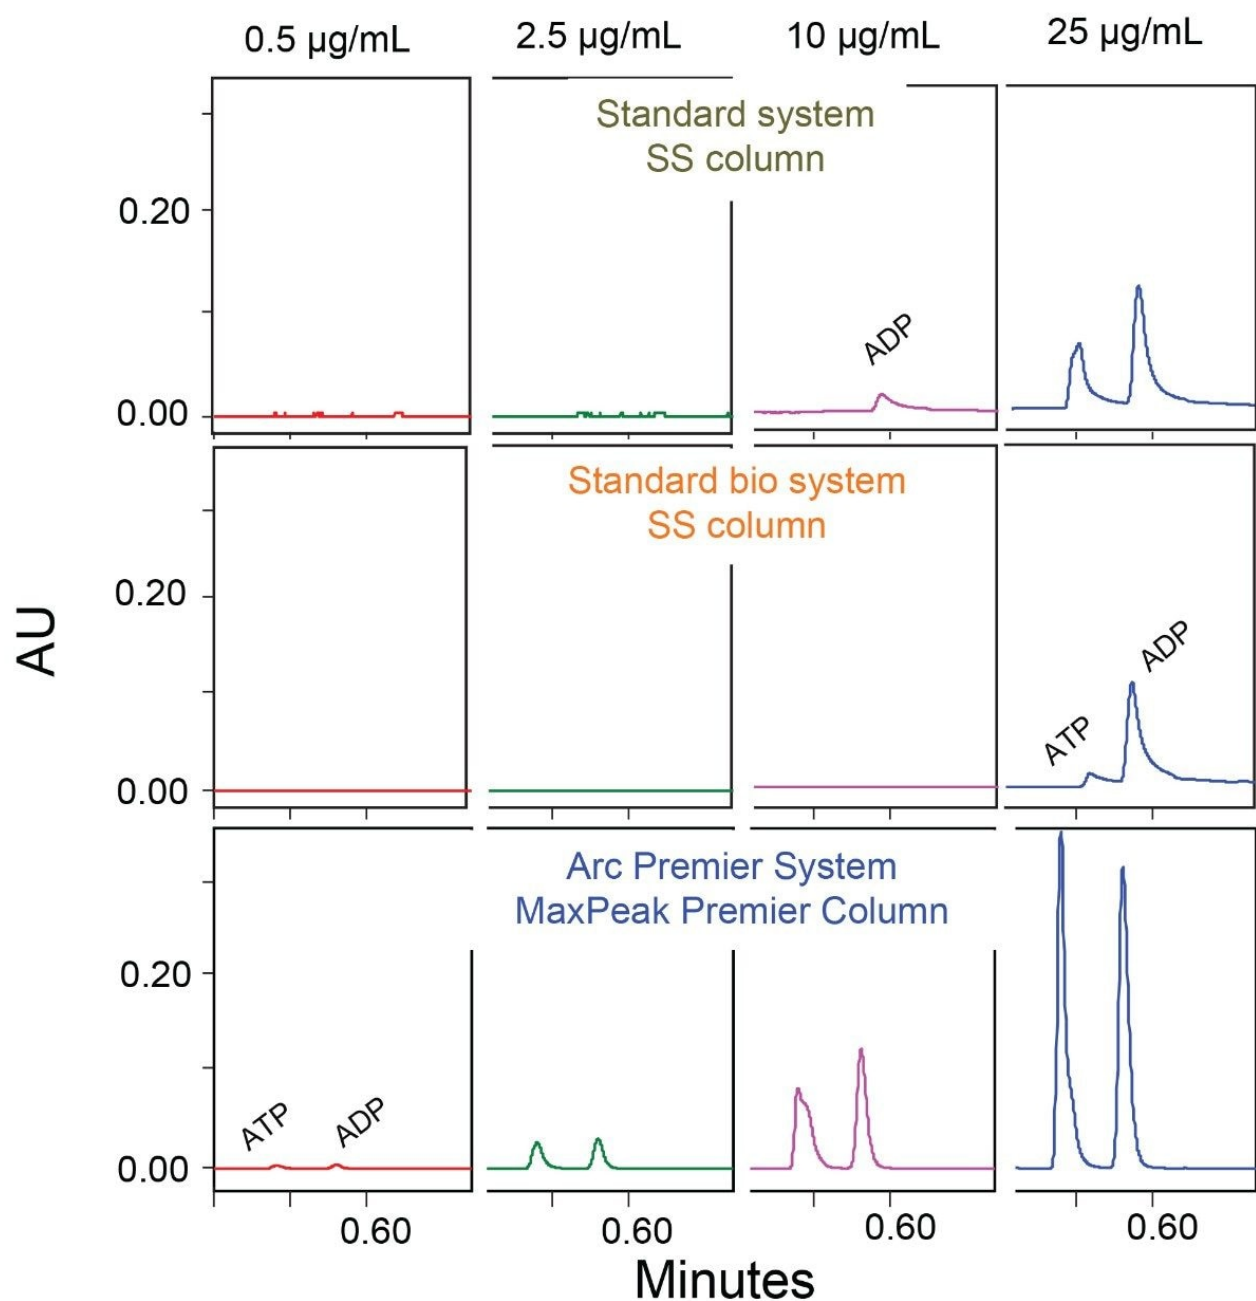 0.5 µg/mL
2.5 µg/mL
10 µg/mL
25 µg/mL
Standard system
SS column
0.20
ADP
0.00
Standard bio system
SS column
0.20
ADP
ATP
0.00
AU
Arc Premier System
MaxPeak Premier Column
0.20
ATP
ADP
0.00
0.60
0.60
0.60
0.60
Minutes